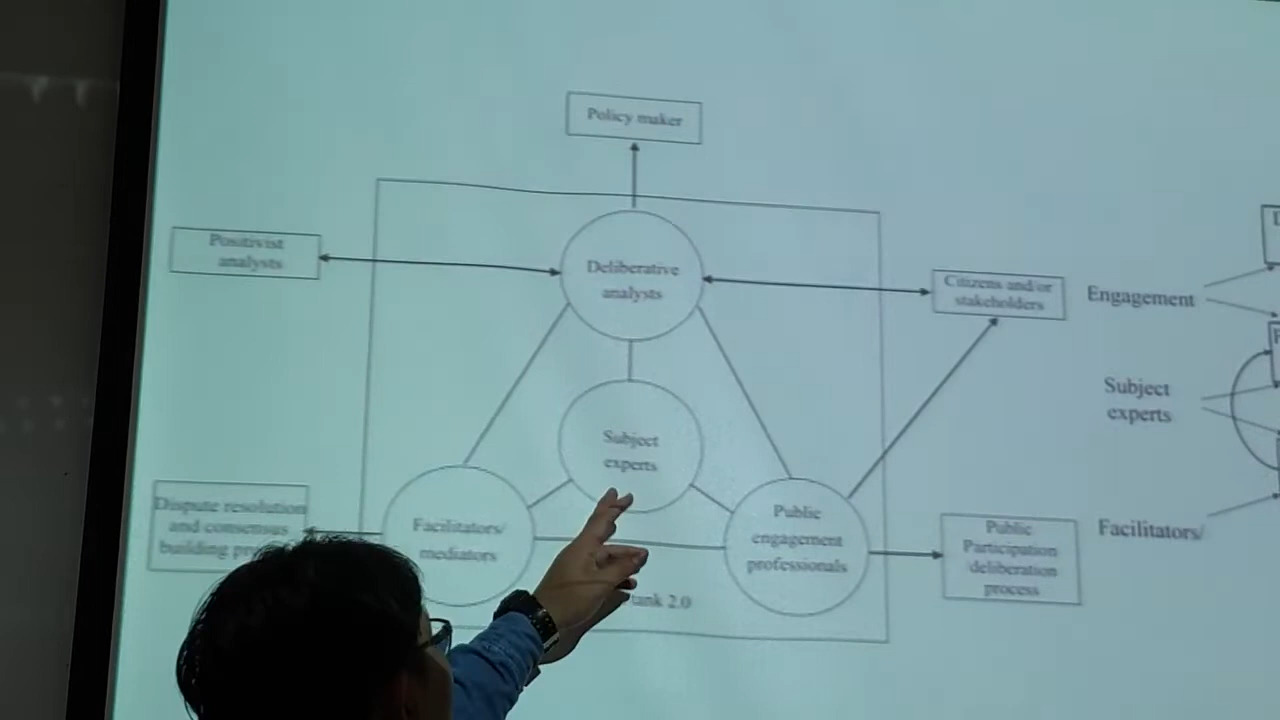 Policy maker
Positivist
analysts
Deliberative
analysts
Citizens and/or
stakeholders
Engagement
Subject
experts
Subject
experts
Dispute resolution
and consensus
building
Facilitators/
mediators
Public
engagement
professionals
Public
Participation
/deliberation
process
Facilitators/
tank 2.0